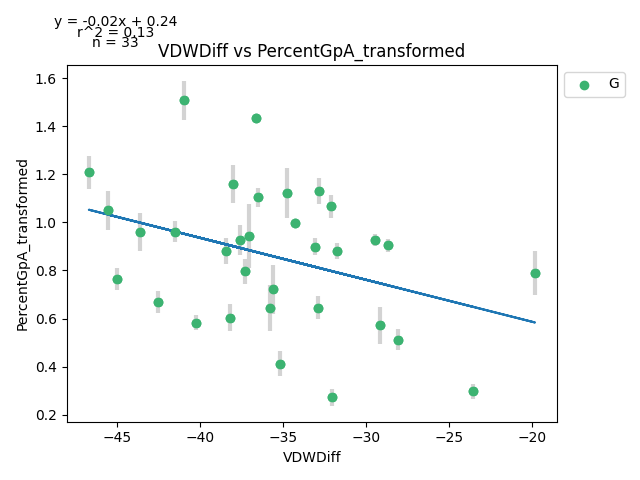 y = -0.02x + 0.24
r^2 = 0.13
n = 33
VDWDiff vs PercentGpA_transformed
G
PercentGpA_transformed
1.6
1.4
1.2
1.0
0.8
0.6
0.4
0.2
−45
−40
−35
−30
−25
−20
VDWDiff